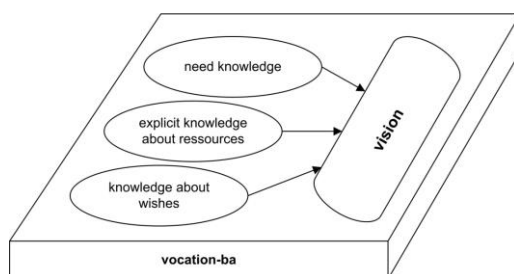 need knowledge
explicit knowledge
about ressources
knowledge about
wishes
vision
vocation-ba